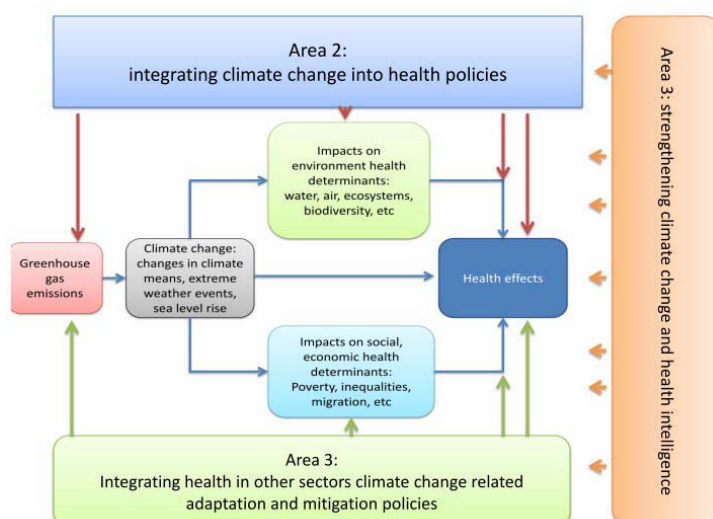 Area 2:
integrating climate change into health policies
Impacts on
environment health
determinants:
water, air, ecosystems,
biodiversity, etc
Greenhouse
gas
emissions
Climate change:
changes in climate
means, extreme
weather events,
sea level rise
Health effects
Impacts on social,
economic health
determinants:
Poverty, inequalities,
migration, etc
Area 3:
Integrating health in other sectors climate change related
adaptation and mitigation policies
Area 3: strengthening climate change and health intelligence